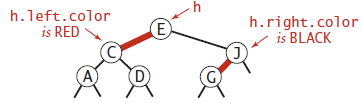 h
h.left.color
is RED
E
h.right.color
is BLACK
C
J
A
D
G